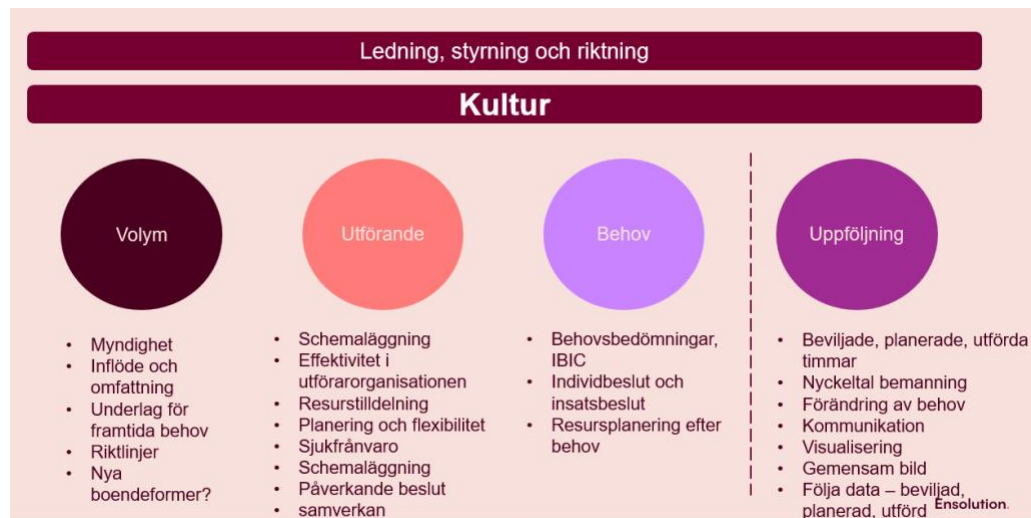 Ledning, styrning och riktning
Kultur
Volym
Utförande
Behov
Uppföljning
• Myndighet
• Inflöde och
omfattning
• Underlag för
framtida behov
• Riktlinjer
• Nya
boendeformer?
• Schemaläggning
• Effektivitet i
utförarorganisationen
• Resurstilldelning
• Planering och flexibilitet
• Sjukfrånvaro
• Schemaläggning
• Påverkande beslut
• samverkan
• Behovsbedömningar,
IBIC
• Individbeslut och
insatsbeslut
• Resursplanering efter
behov
• Beviljade, planerade, utförda
timmar
• Nyckeltal bemanning
• Förändring av behov
• Kommunikation
• Visualisering
• Gemensam bild
• Följa data – beviljad,
planerad, utförd
Ensolution.